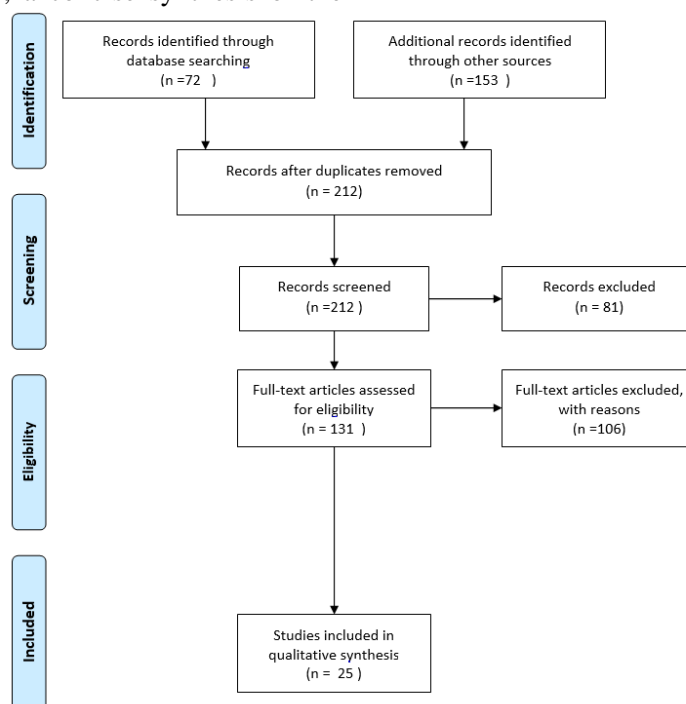 Identification
Records identified through
database searching
(n =72 )
Additional records identified
through other sources
(n =153 )
Records after duplicates removed
(n = 212)
Screening
Records screened
(n =212 )
Records excluded
(n = 81)
Eligibility
Full-text articles assessed
for eligibility
(n = 131 )
Full-text articles excluded,
with reasons
(n =106)
Included
Studies included in
qualitative synthesis
(n = 25 )